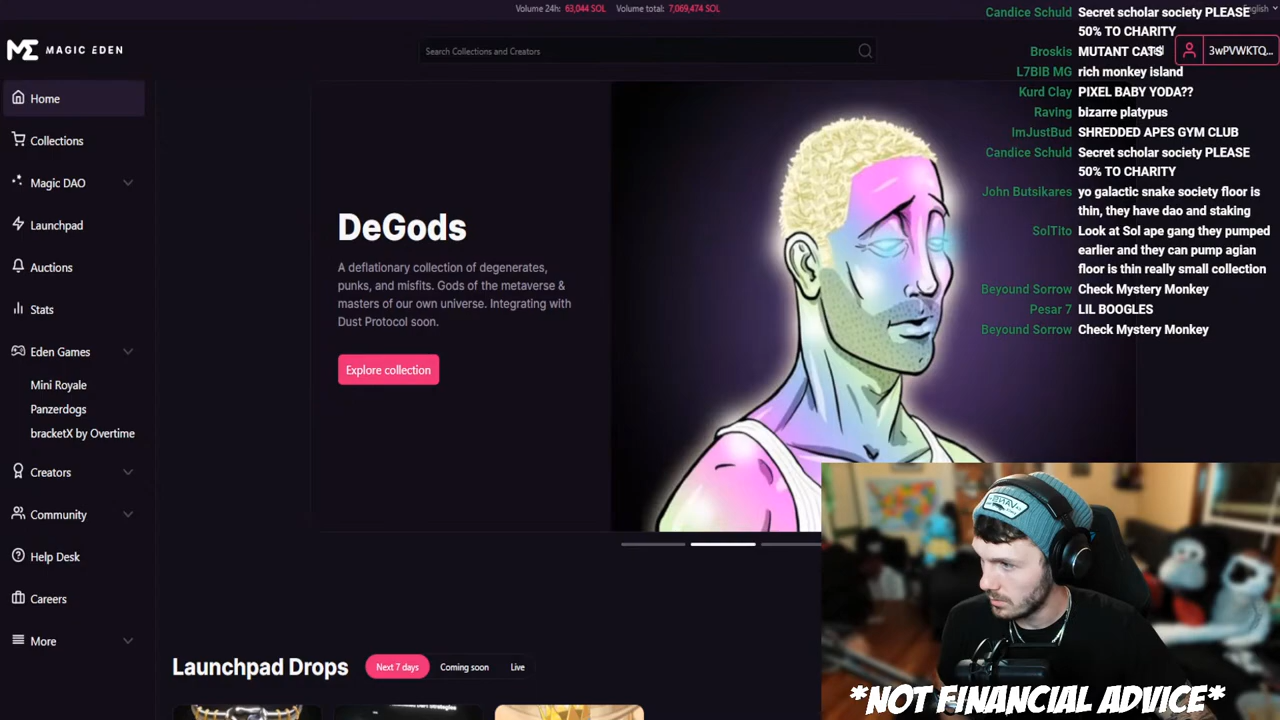 Volume 24h: 63,044 SOL Volume total: 7,069,474 SOL
English
ME MAGIC EDEN
Search Collections and Creators
3wPVWKTQ...
Home
Collections
Magic DAO
Launchpad
Auctions
Stats
Eden Games
Mini Royale
Panzerdogs
bracketX by Overtime
Creators
Community
Help Desk
Careers
More
DeGods
A deflationary collection of degenerates,
punks, and misfits. Gods of the metaverse &
masters of our own universe. Integrating with
Dust Protocol soon.
Explore collection
Launchpad Drops Next 7 days Coming soon Live
Candice Schuld Secret scholar society PLEASE
50% TO CHARITY
Broskis MUTANT CATS
L7BIB MG rich monkey island
Kurd Clay PIXEL BABY YODA??
Raving bizarre platypus
ImJustBud SHREDDED APES GYM CLUB
Candice Schuld Secret scholar society PLEASE
50% TO CHARITY
John Butsikares yo galactic snake society floor is
thin, they have dao and staking
SolTito Look at Sol ape gang they pumped
earlier and they can pump agian
floor is thin really small collection
Beyound Sorrow Check Mystery Monkey
Pesar 7 LIL BOOGLES
Beyound Sorrow Check Mystery Monkey
*NOT FINANCIAL ADVICE*